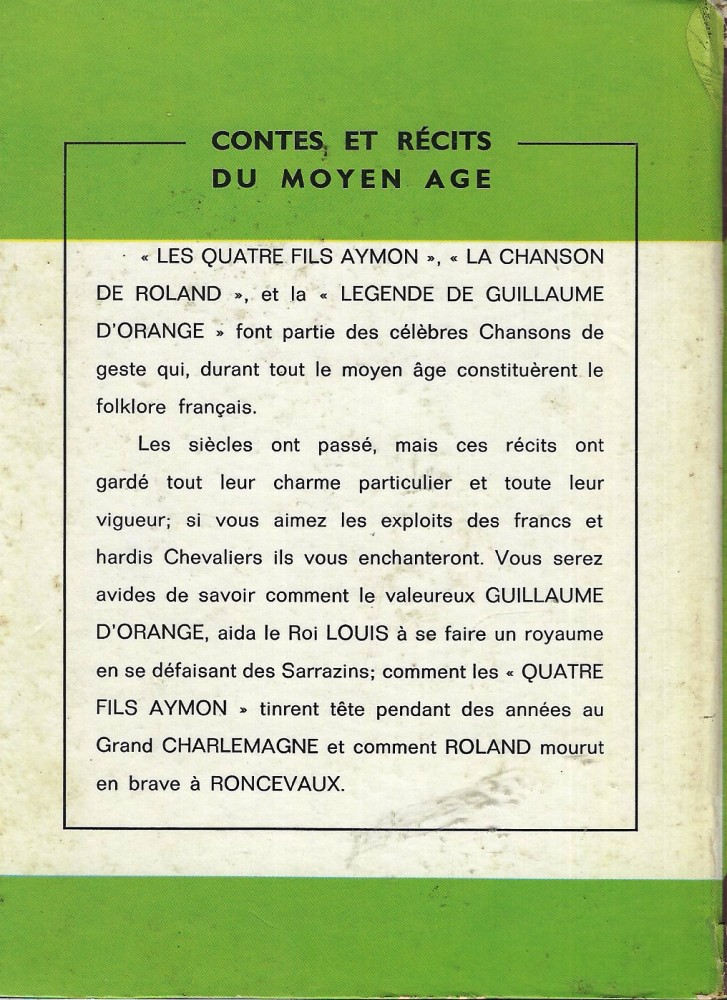 CONTES ET RÉCITS
DU MOYEN AGE
« LES QUATRE FILS AYMON », « LA CHANSON
DE ROLAND », et la « LEGENDE DE GUILLAUME
D'ORANGE » font partie des célèbres Chansons de
geste qui, durant tout le moyen âge constituèrent le
folklore français.
Les siècles ont passé, mais ces récits ont
gardé tout leur charme particulier et toute leur
vigueur; si vous aimez les exploits des francs et
hardis Chevaliers ils vous enchanteront. Vous serez
avides de savoir comment le valeureux GUILLAUME
D'ORANGE, aida le Roi LOUIS à se faire un royaume
en se défaisant des Sarrazins; comment les « QUATRE
FILS AYMON » tinrent tête pendant des années au
Grand CHARLEMAGNE et comment ROLAND mourut
en brave à RONCEVAUX.